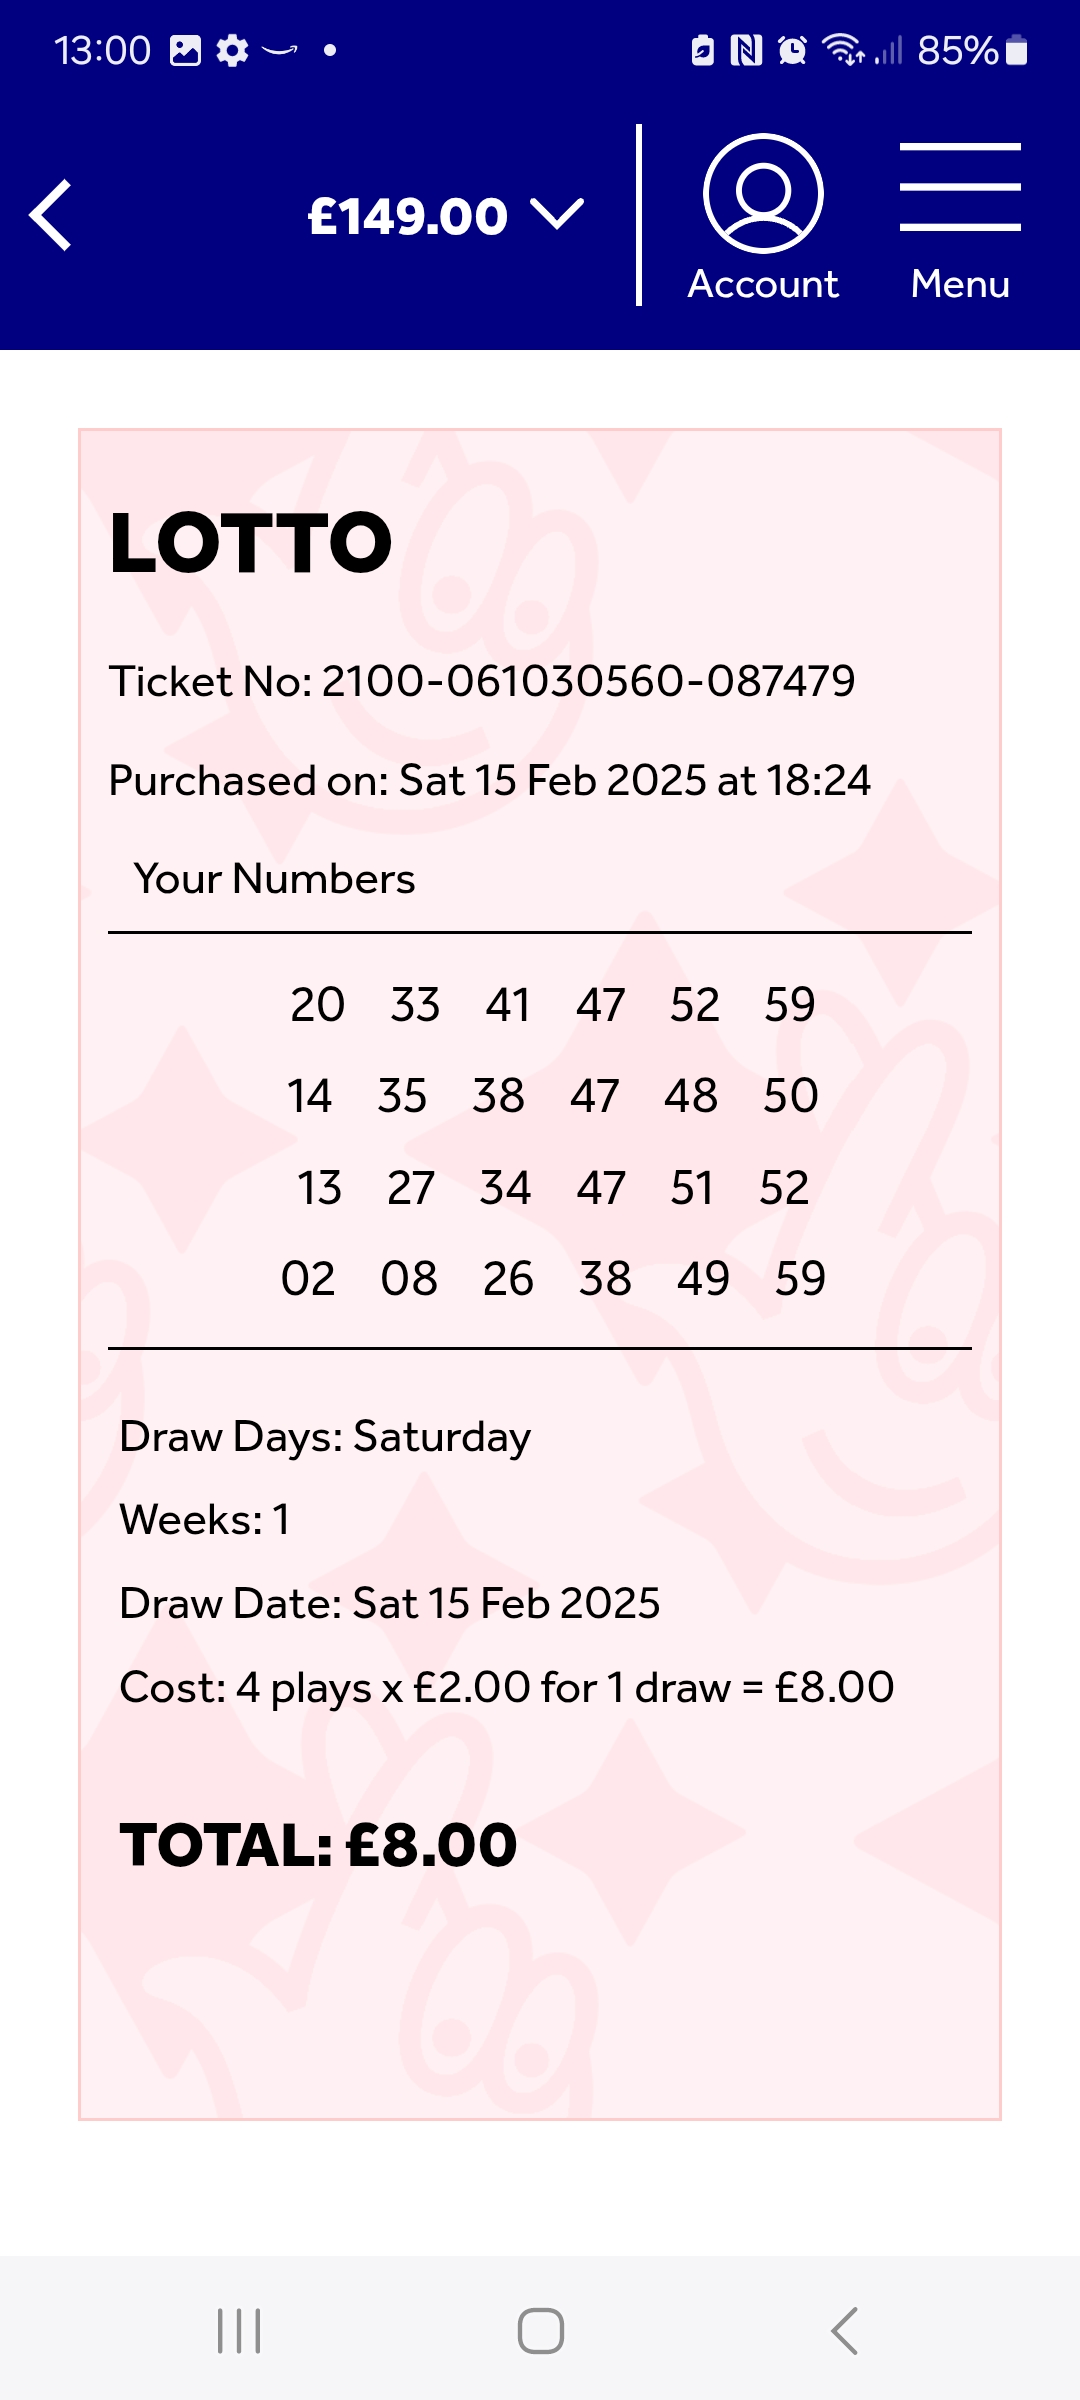 13:00 85%
£149.00
Account Menu
LOTTO
Ticket No: 2100-061030560-087479
Purchased on: Sat 15 Feb 2025 at 18:24
Your Numbers
20 33 41 47 52 59
14 35 38 47 48 50
13 27 34 47 51 52
02 08 26 38 49 59
Draw Days: Saturday
Weeks: 1
Draw Date: Sat 15 Feb 2025
Cost: 4 plays x £2.00 for 1 draw = £8.00
TOTAL: £8.00